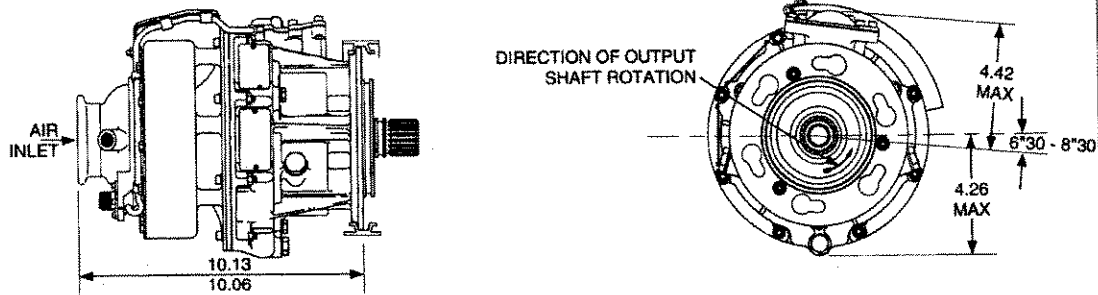 AIR
INLET
10.13
10.06
DIRECTION OF OUTPUT
SHAFT ROTATION
4.42
MAX
6"30 - 8"30
4.26
MAX